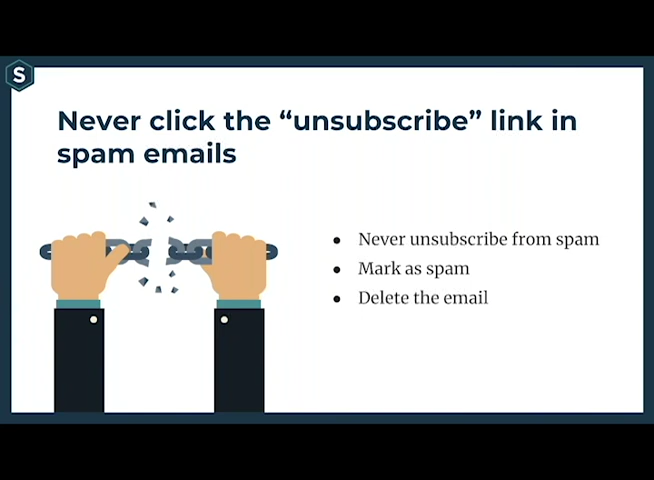 S
Never click the “unsubscribe” link in
spam emails
● Never unsubscribe from spam
● Mark as spam
● Delete the email